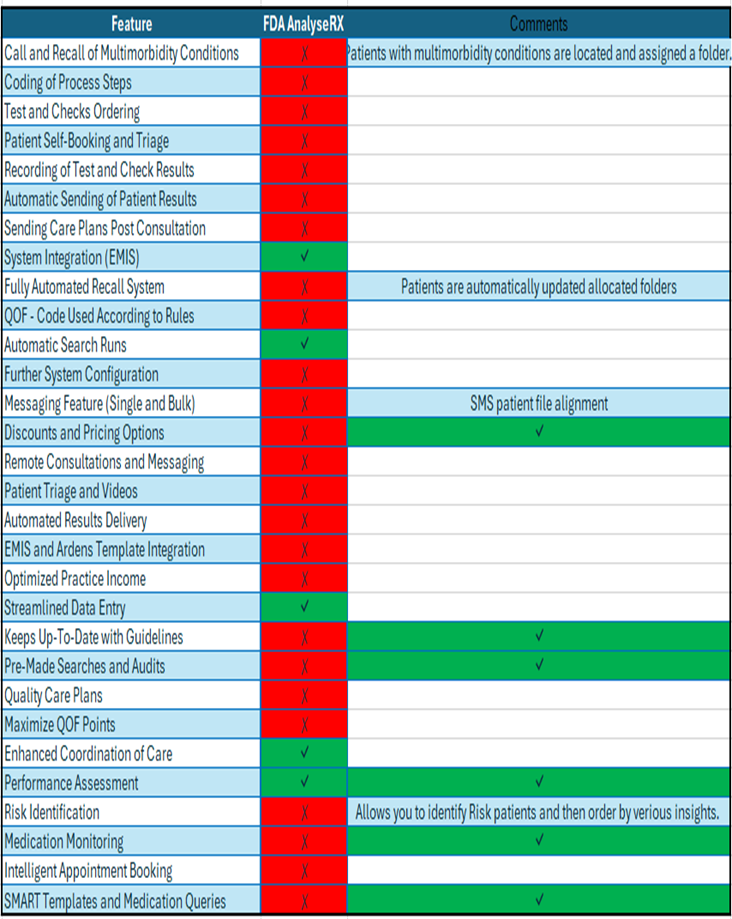 Feature FDA AnalyseRX Comments
Call and Recall of Multimorbidity Conditions X Patients with multimorbidity conditions are located and assigned a folder.
Coding of Process Steps X
Test and Checks Ordering X
Patient Self-Booking and Triage X
Recording of Test and Check Results X
Automatic Sending of Patient Results X
Sending Care Plans Post Consultation X
System Integration (EMIS) ✓
Fully Automated Recall System X Patients are automatically updated allocated folders
QOF - Code Used According to Rules X
Automatic Search Runs ✓
Further System Configuration X
Messaging Feature (Single and Bulk) X SMS patient file alignment
Discounts and Pricing Options X ✓
Remote Consultations and Messaging X
Patient Triage and Videos X
Automated Results Delivery X
EMIS and Ardens Template Integration X
Optimized Practice Income X
Streamlined Data Entry ✓
Keeps Up-To-Date with Guidelines X ✓
Pre-Made Searches and Audits X ✓
Quality Care Plans X
Maximize QOF Points X
Enhanced Coordination of Care ✓
Performance Assessment ✓ ✓
Risk Identification X Allows you to identify Risk patients and then order by verious insights.
Medication Monitoring X ✓
Intelligent Appointment Booking X
SMART Templates and Medication Queries X ✓